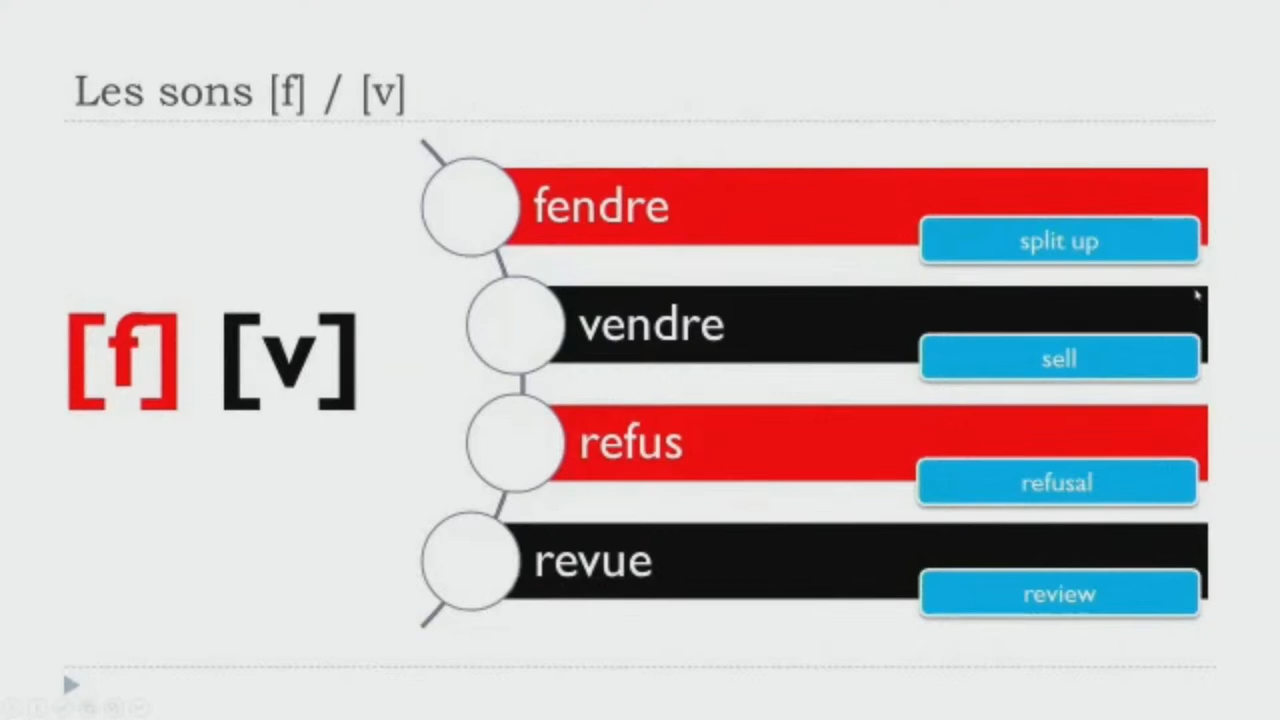 Les sons [f] / [v]
[f] [v]
fendre
split up
vendre
sell
refus
refusal
revue
review